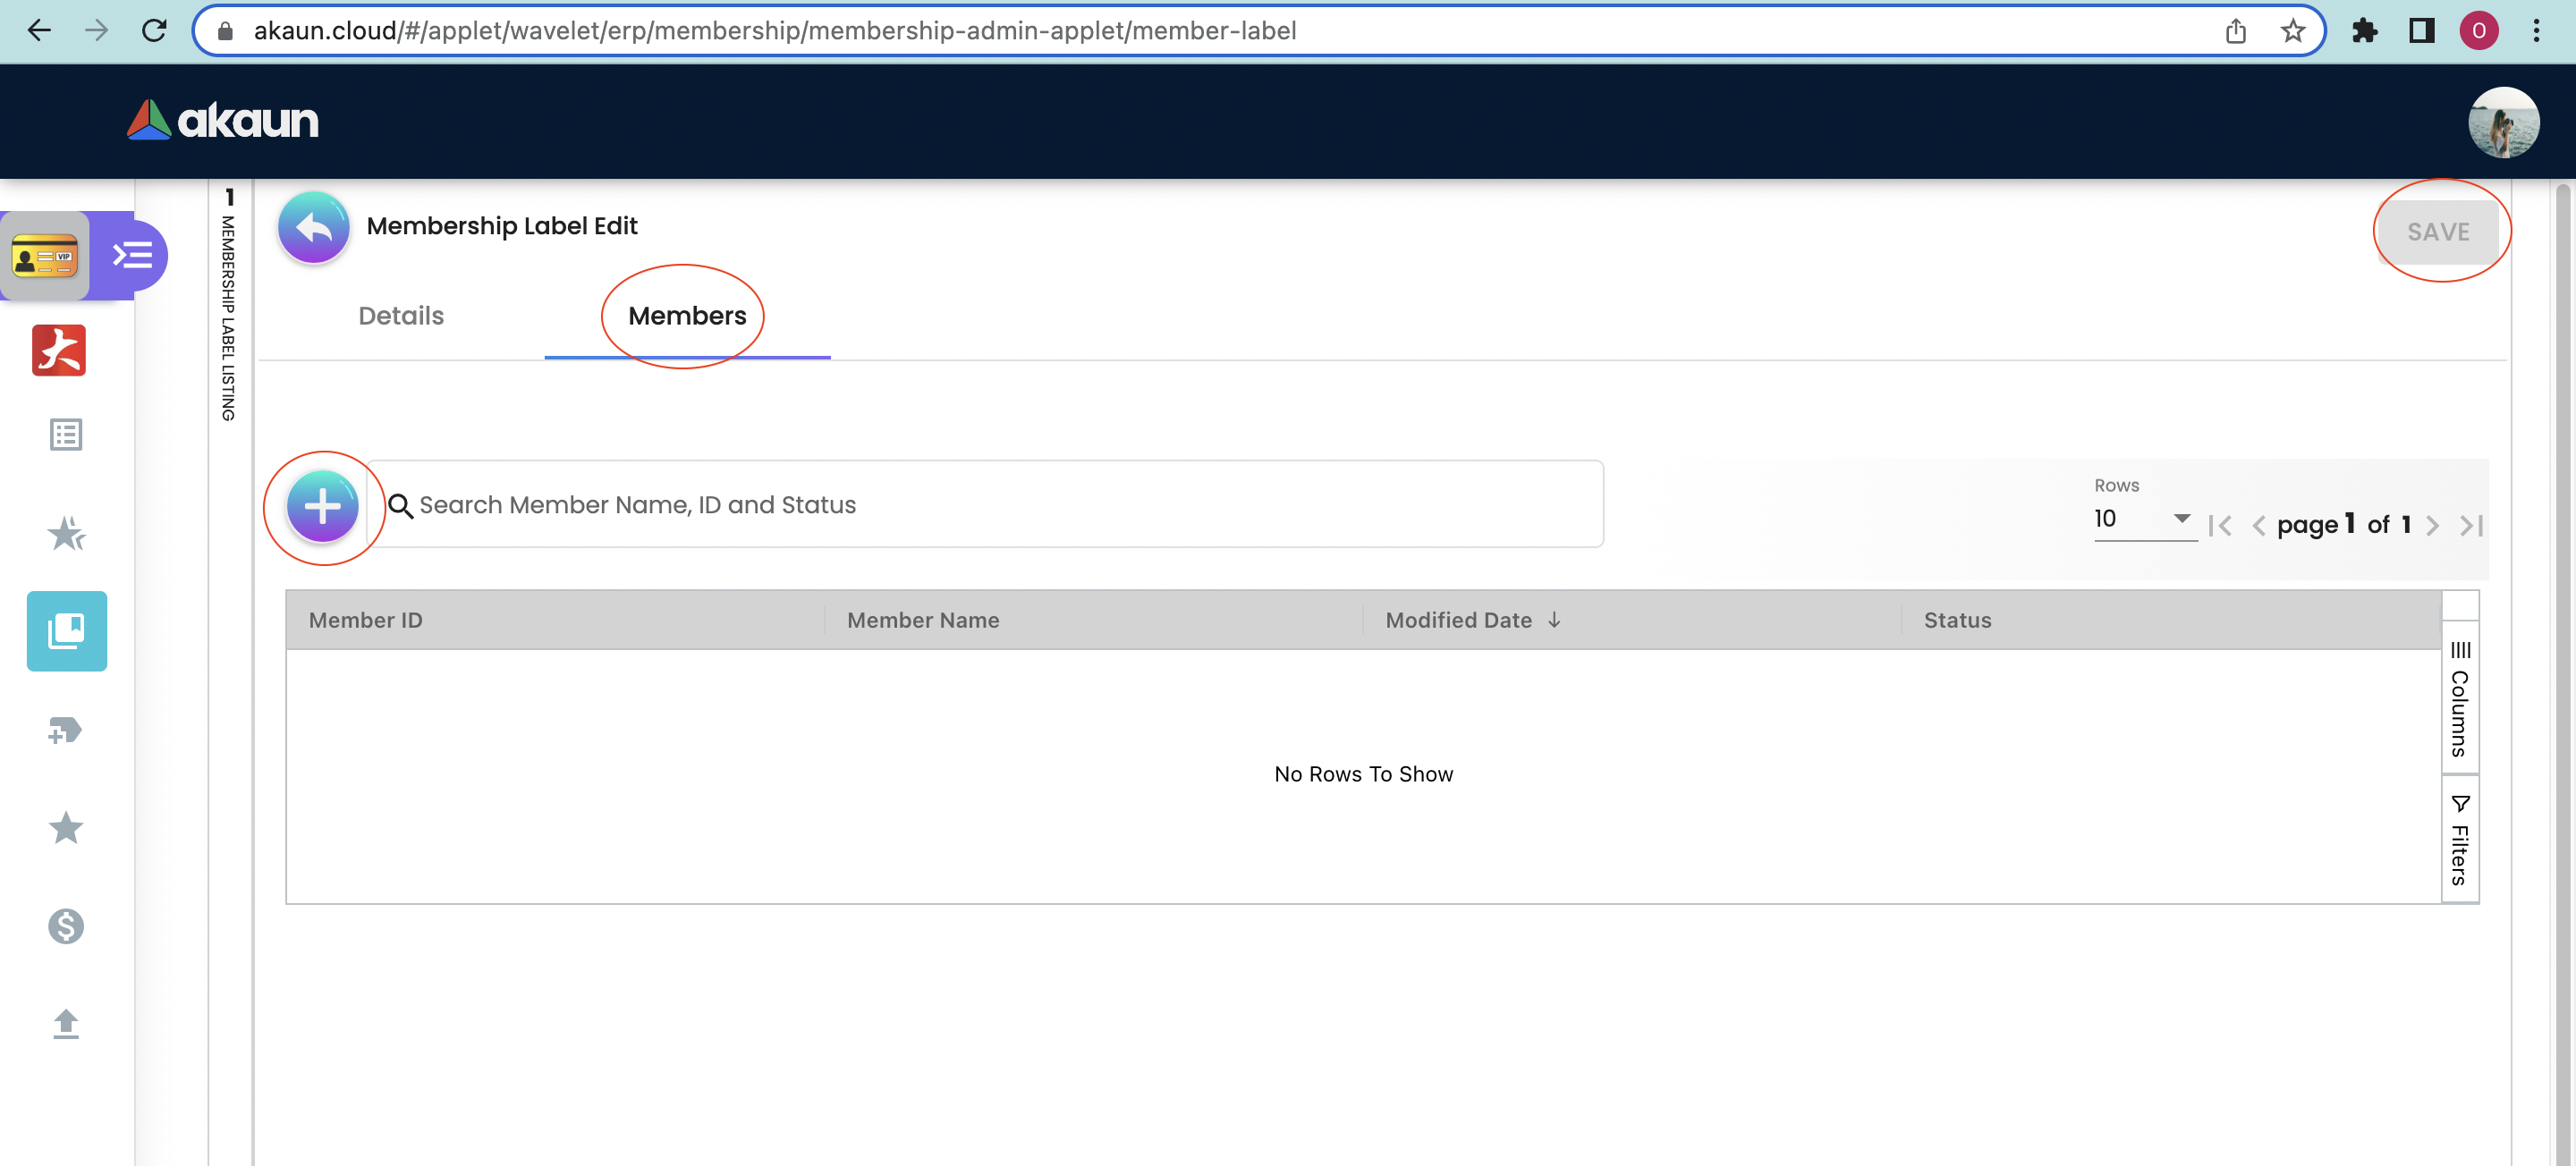 akaun.cloud/#/applet/wavelet/erp/membership/membership-admin-applet/member-label
O
akaun
1
MEMBERSHIP LABEL LISTING
VIP
Membership Label Edit
SAVE
Details
Members
Search Member Name, ID and Status
Rows
10
page 1 of 1
Member ID
Member Name
Modified Date
Status
No Rows To Show
Columns
Filters